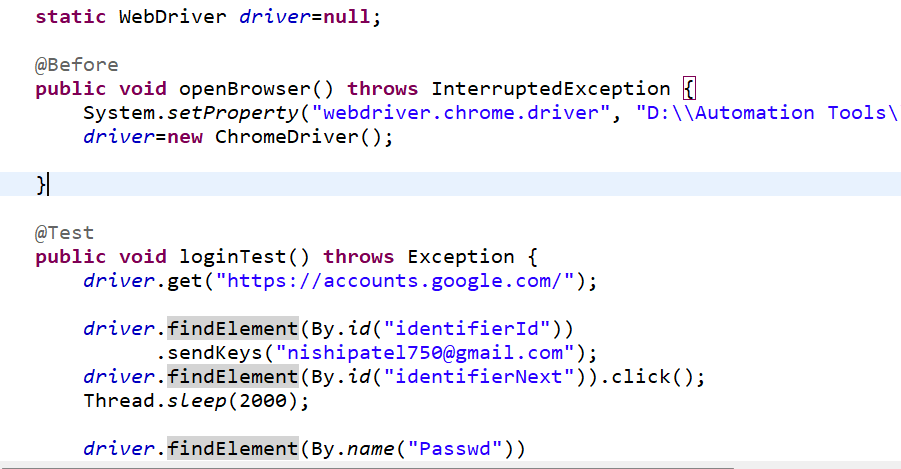 static WebDriver driver=null;
@Before
public void openBrowser() throws InterruptedException {
System.setProperty("webdriver.chrome.driver", "D:\\Automation Tools\
driver=new ChromeDriver();
}
@Test
public void loginTest() throws Exception {
driver.get("https://accounts.google.com/");
driver.findElement(By.id("identifierId"))
.sendKeys("nishipatel750@gmail.com");
driver.findElement(By.id("identifierNext")).click();
Thread.sleep(2000);
driver.findElement(By.name("Passwd"))